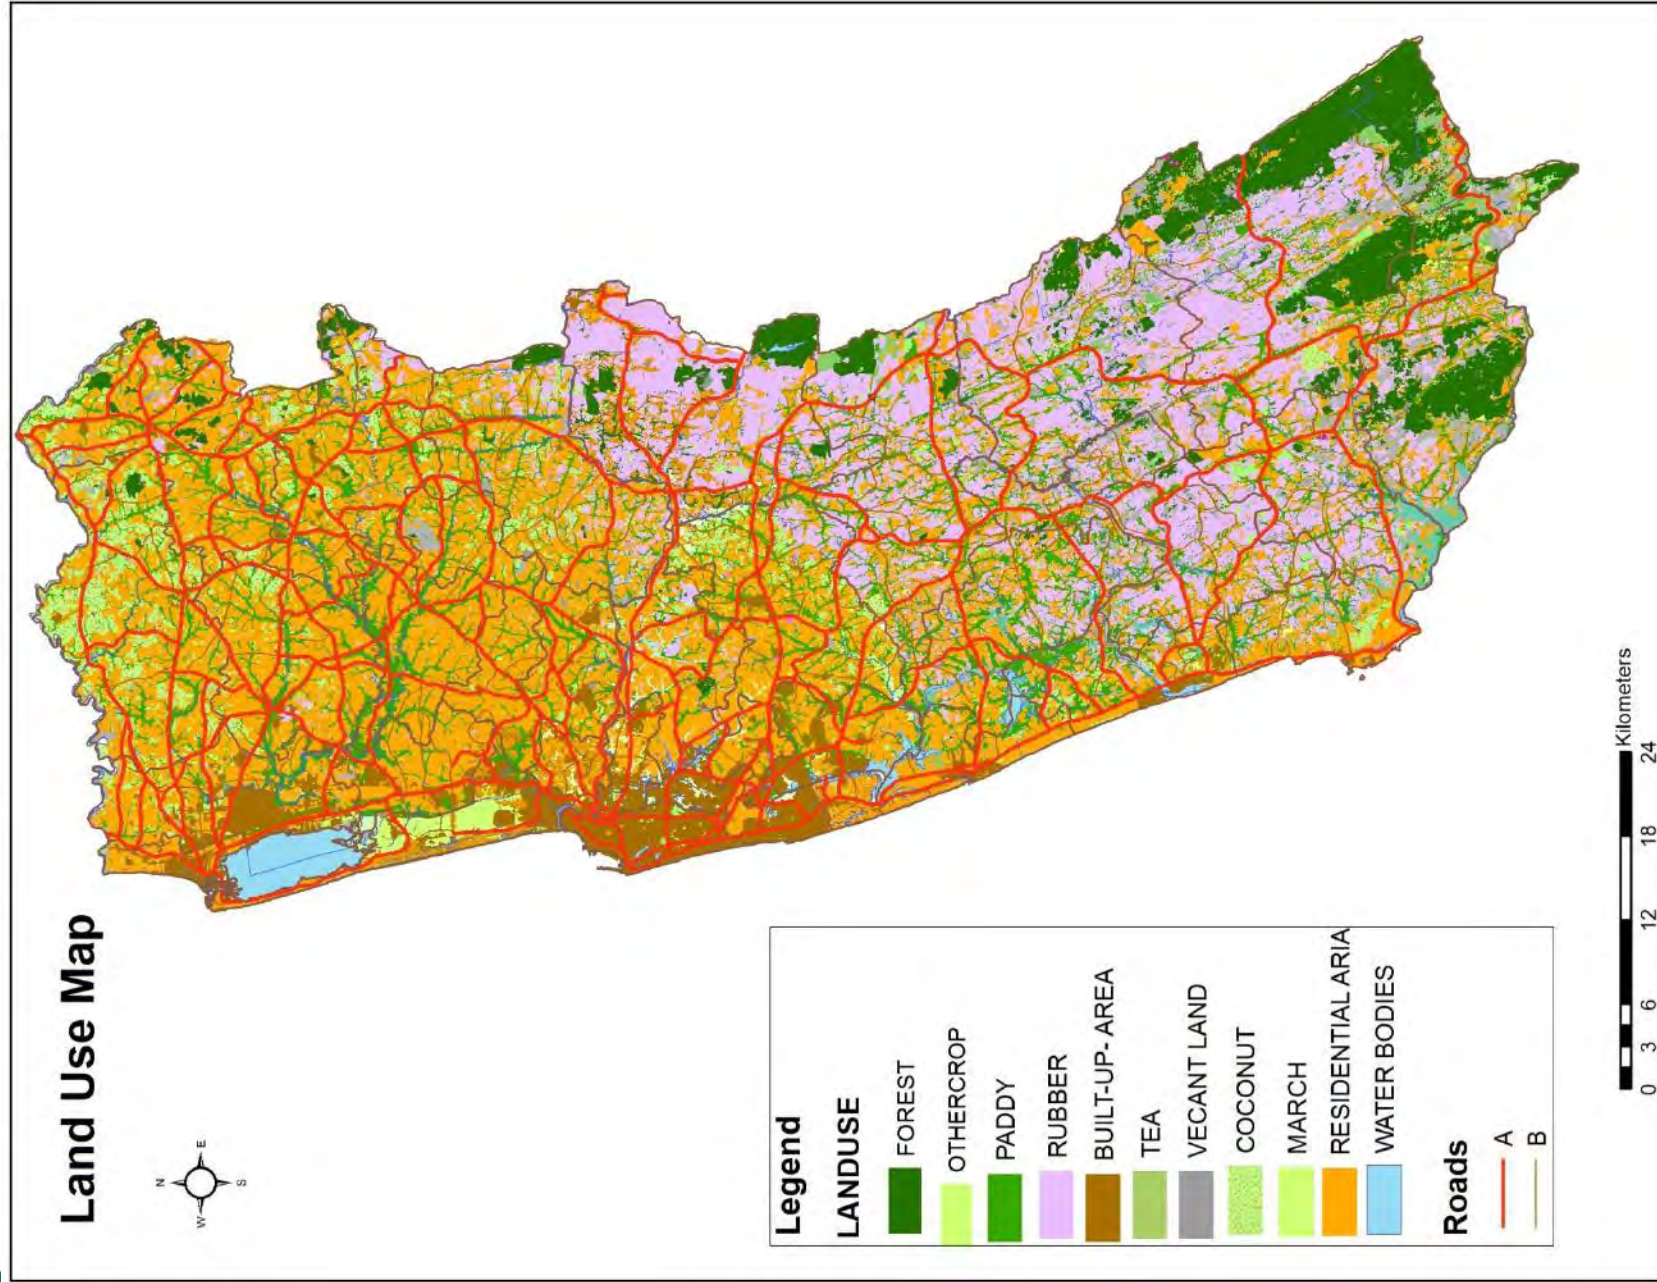 Land Use Map
N
W
E
S
Legend
LANDUSE
FOREST
OTHERCROP
PADDY
RUBBER
BUILT-UP- AREA
TEA
VECANT LAND
COCONUT
MARCH
RESIDENTIAL ARIA
WATER BODIES
Roads
A
B
Kilometers
0 3 6 12 18 24